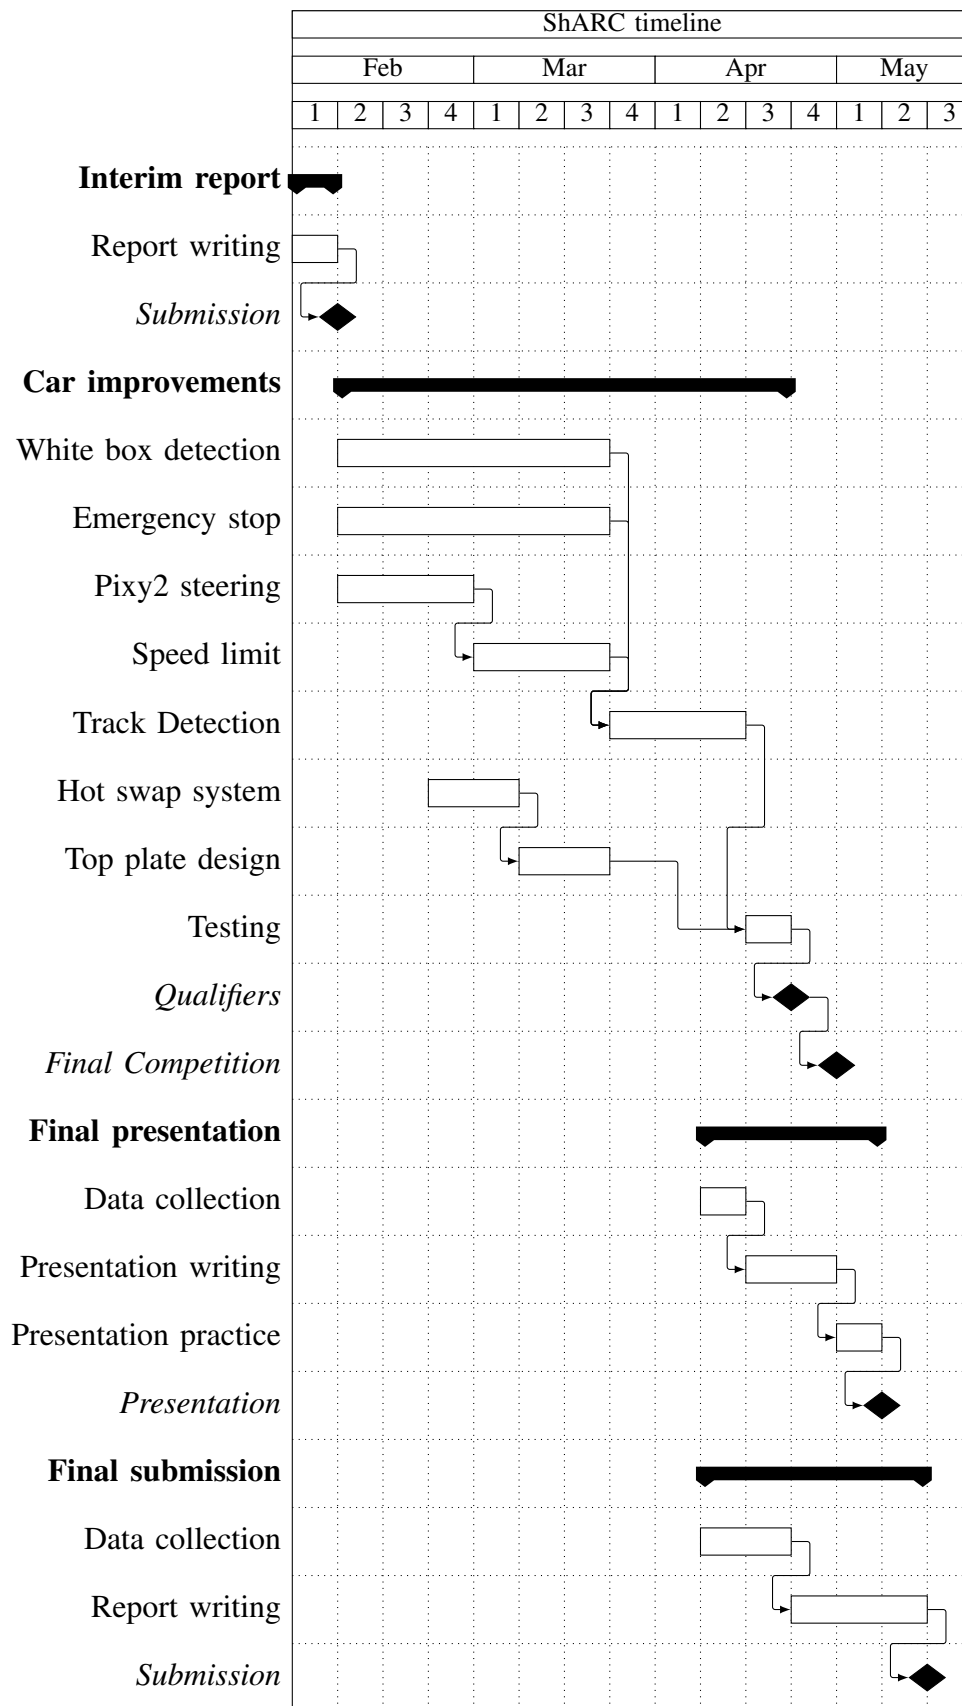 ShARC timeline
Feb Mar Apr May
1 2 3 4 1 2 3 4 1 2 3 4 1 2 3
Interim report
Report writing
Submission
Car improvements
White box detection
Emergency stop
Pixy2 steering
Speed limit
Track Detection
Hot swap system
Top plate design
Testing
Qualifiers
Final Competition
Final presentation
Data collection
Presentation writing
Presentation practice
Presentation
Final submission
Data collection
Report writing
Submission